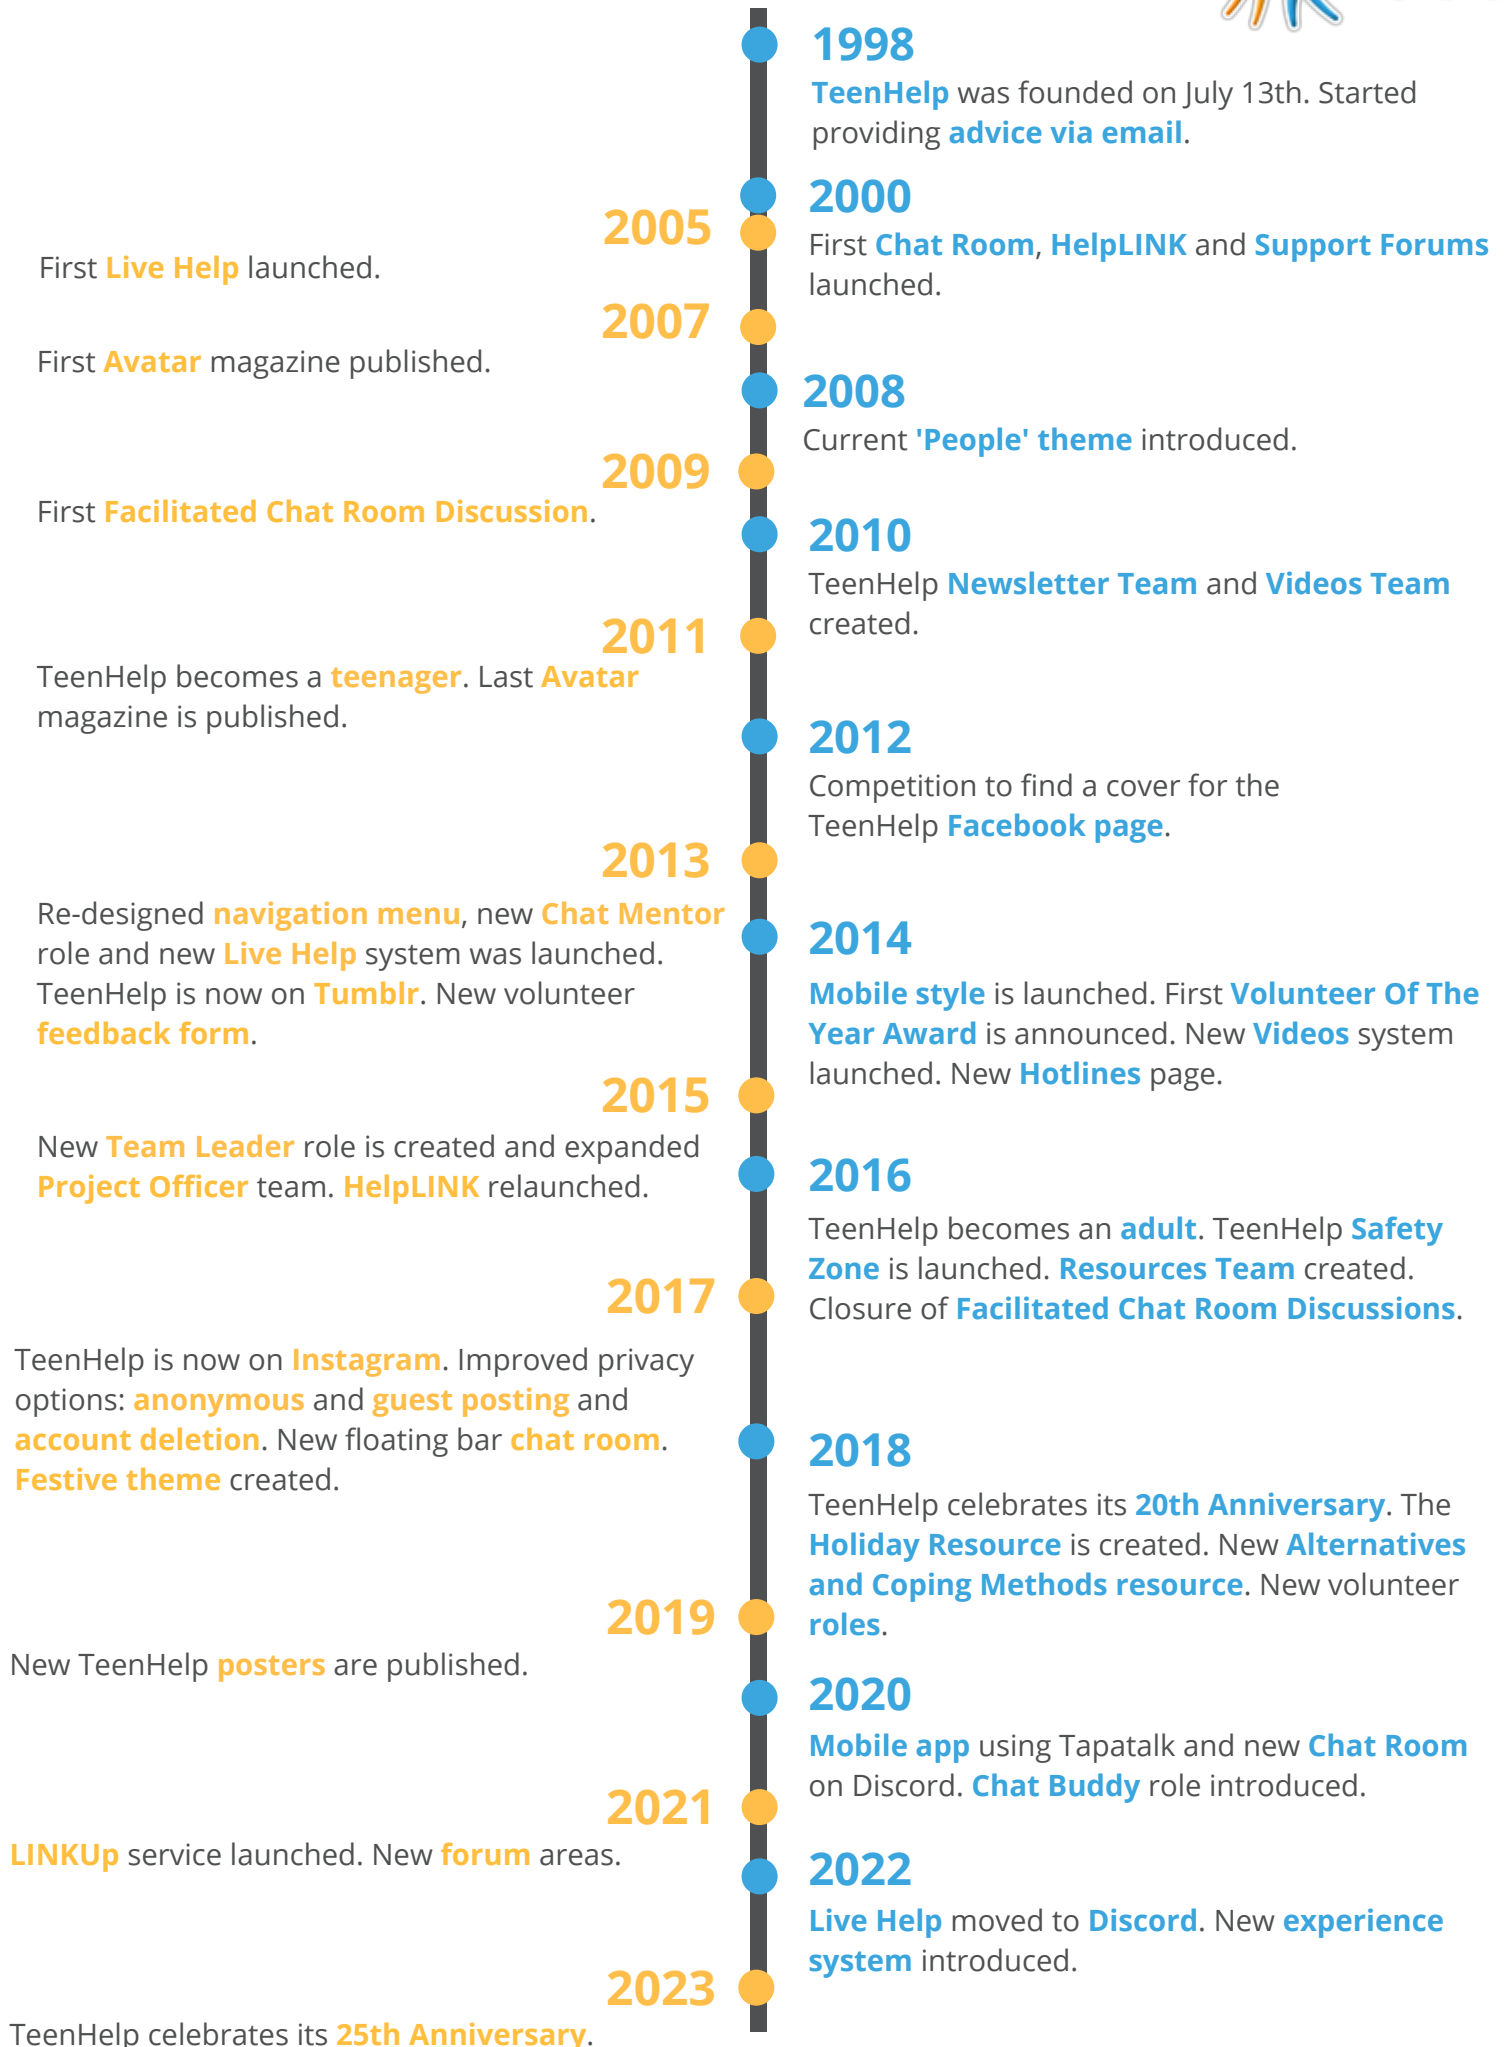 1998
TeenHelp was founded on July 13th. Started
providing advice via email.
2000
First Chat Room, HelpLINK and Support Forums
launched.
2005
First Live Help launched.
2007
First Avatar magazine published.
2008
Current 'People' theme introduced.
2009
First Facilitated Chat Room Discussion.
2010
TeenHelp Newsletter Team and Videos Team
created.
2011
TeenHelp becomes a teenager. Last Avatar
magazine is published.
2012
Competition to find a cover for the
TeenHelp Facebook page.
2013
Re-designed navigation menu, new Chat Mentor
role and new Live Help system was launched.
TeenHelp is now on Tumblr. New volunteer
feedback form.
2014
Mobile style is launched. First Volunteer Of The
Year Award is announced. New Videos system
launched. New Hotlines page.
2015
New Team Leader role is created and expanded
Project Officer team. HelpLINK relaunched.
2016
TeenHelp becomes an adult. TeenHelp Safety
Zone is launched. Resources Team created.
Closure of Facilitated Chat Room Discussions.
2017
TeenHelp is now on Instagram. Improved privacy
options: anonymous and guest posting and
account deletion. New floating bar chat room.
Festive theme created.
2018
TeenHelp celebrates its 20th Anniversary. The
Holiday Resource is created. New Alternatives
and Coping Methods resource. New volunteer
roles.
2019
New TeenHelp posters are published.
2020
Mobile app using Tapatalk and new Chat Room
on Discord. Chat Buddy role introduced.
2021
LINKUp service launched. New forum areas.
2022
Live Help moved to Discord. New experience
system introduced.
2023
TeenHelp celebrates its 25th Anniversary.